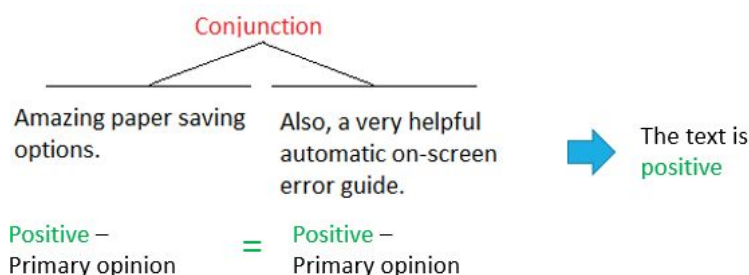 Conjunction
Amazing paper saving
options.
Also, a very helpful
automatic on-screen
error guide.
The text is
positive
Positive –
Primary opinion
=
Positive –
Primary opinion